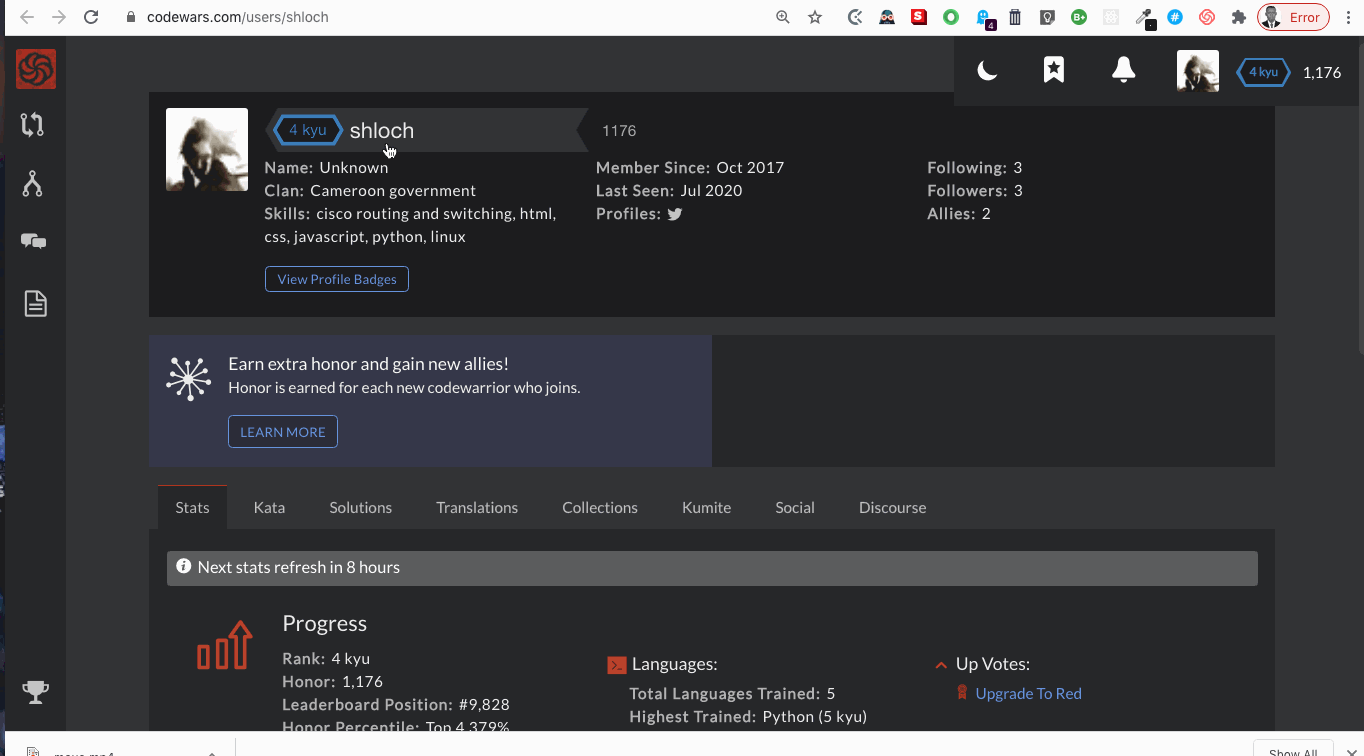 codewars.com/users/shloch
S
4
B+
#
Error
4 kyu
1,176
4 kyu
shloch
1176
Name: Unknown
Clan: Cameroon government
Skills: cisco routing and switching, html,
css, javascript, python, linux
Member Since: Oct 2017
Last Seen: Jul 2020
Profiles:
Following: 3
Followers: 3
Allies: 2
View Profile Badges
Earn extra honor and gain new allies!
Honor is earned for each new codewarrior who joins.
LEARN MORE
Stats
Kata
Solutions
Translations
Collections
Kumite
Social
Discourse
Next stats refresh in 8 hours
Progress
Rank: 4 kyu
Honor: 1,176
Leaderboard Position: #9,828
Honor Percentile: Top 4.379%
Languages:
Total Languages Trained: 5
Highest Trained: Python (5 kyu)
Up Votes:
Upgrade To Red
Show All